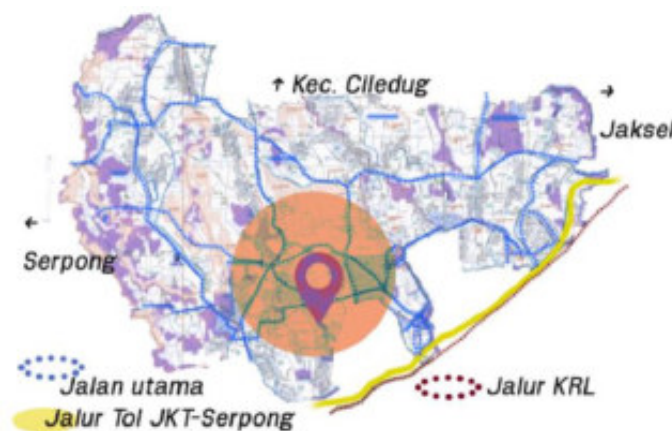 ↑ Kec. Ciledug
→
Jaksel
←
Serpong
Jalan utama
Jalur KRL
Jalur Tol JKT-Serpong